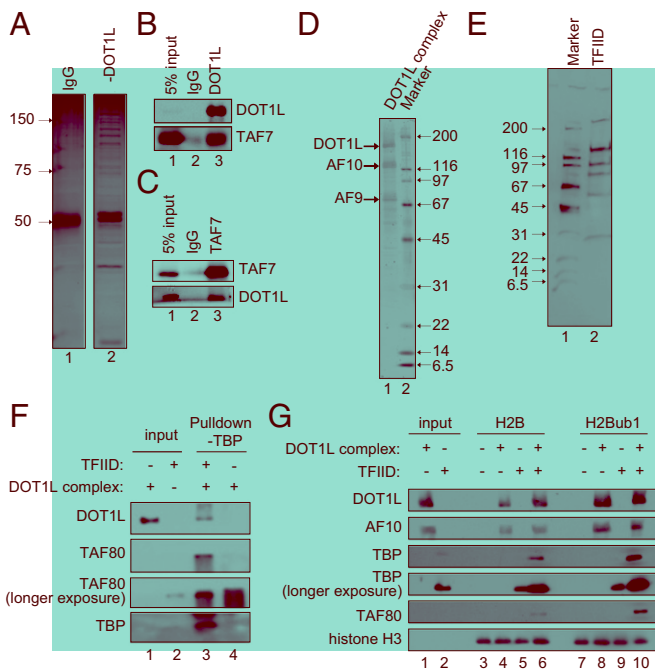 A
IgG
-DOT1L
150
75
50
1 2
B
5% input
IgG
DOT1L
DOT1L
TAF7
1 2 3
C
5% input
IgG
TAF7
TAF7
DOT1L
1 2 3
D
DOT1L complex
Marker
DOT1L
AF10
AF9
200
116
97
67
45
31
22
14
6.5
1 2
E
Marker
TFIID
200
116
97
67
45
31
22
14
6.5
1 2
F
input
Pulldown
-TBP
TFIID: - + + -
DOT1L complex: + - + +
DOT1L
TAF80
TAF80
(longer exposure)
TBP
1 2 3 4
G
input H2B H2Bub1
DOT1L complex: + - - + - + - + - +
TFIID: - + - - + + - - + +
DOT1L
AF10
TBP
TBP
(longer exposure)
TAF80
histone H3
1 2 3 4 5 6 7 8 9 10